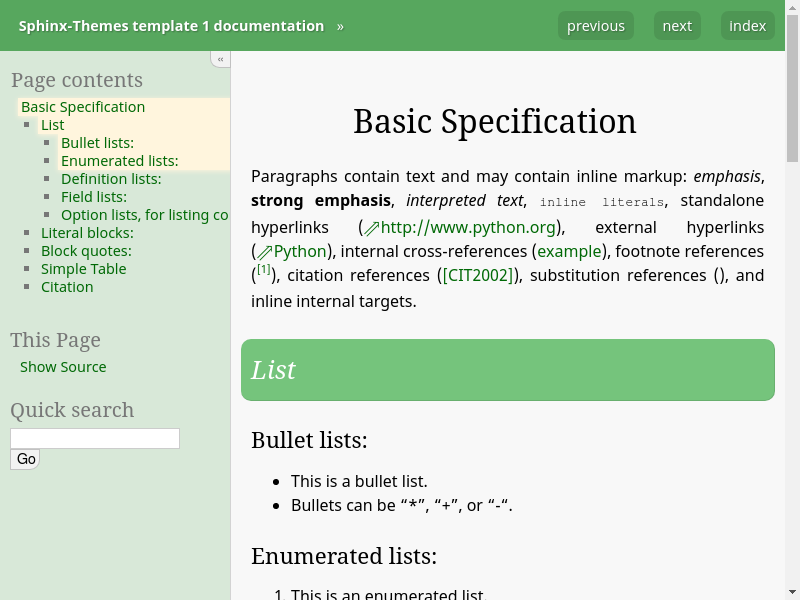 Sphinx-Themes template 1 documentation »
previous next index
«
Page contents
Basic Specification
List
Bullet lists:
Enumerated lists:
Definition lists:
Field lists:
Option lists, for listing co
Literal blocks:
Block quotes:
Simple Table
Citation
This Page
Show Source
Quick search
Go
Basic Specification
Paragraphs contain text and may contain inline markup: emphasis,
strong emphasis, interpreted text, inline literals, standalone
hyperlinks (http://www.python.org), external hyperlinks
(Python), internal cross-references (example), footnote references
([1]), citation references ([CIT2002]), substitution references (), and
inline internal targets.
List
Bullet lists:
• This is a bullet list.
• Bullets can be “*”, “+”, or “-“.
Enumerated lists:
1. This is an enumerated list.